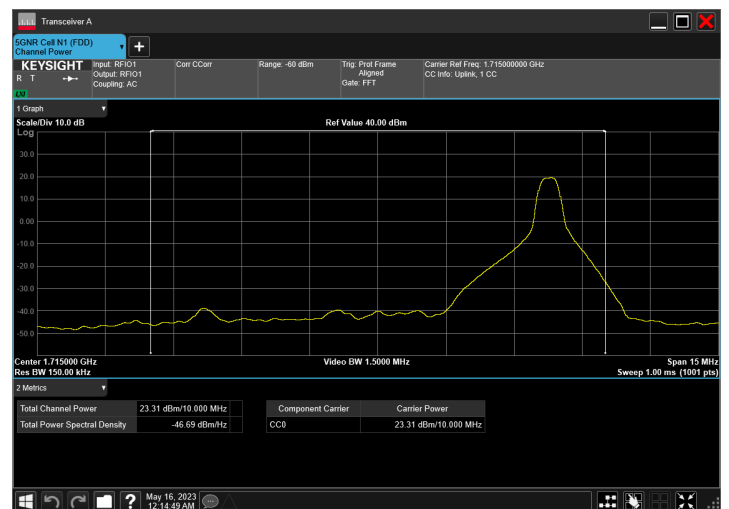 Transceiver A
5GNR Cell N1 (FDD)
Channel Power
KEYSIGHT
R T
LXI
Input: RFIO1
Output: RFIO1
Coupling: AC
Corr CCorr
Range: -60 dBm
Trig: Prot Frame
Aligned
Gate: FFT
Carrier Ref Freq: 1.715000000 GHz
CC Info: Uplink, 1 CC
1 Graph
Scale/Div 10.0 dB
Ref Value 40.00 dBm
Log
30.0
20.0
10.0
0.00
-10.0
-20.0
-30.0
-40.0
-50.0
Center 1.715000 GHz
Video BW 1.5000 MHz
Span 15 MHz
Res BW 150.00 kHz
Sweep 1.00 ms (1001 pts)
2 Metrics
Total Channel Power 23.31 dBm/10.000 MHz
Total Power Spectral Density -46.69 dBm/Hz
Component Carrier Carrier Power
CC0 23.31 dBm/10.000 MHz
?
May 16, 2023
12:14:49 AM